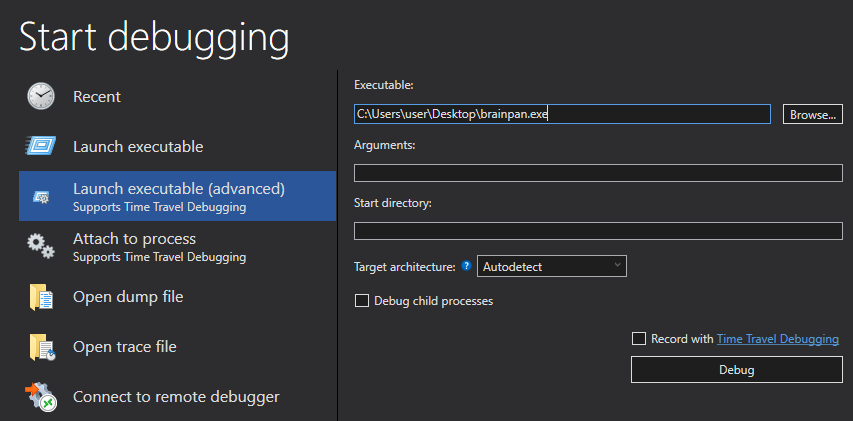 Start debugging
Recent
Launch executable
Launch executable (advanced)
Supports Time Travel Debugging
Attach to process
Supports Time Travel Debugging
Open dump file
Open trace file
Connect to remote debugger
Executable:
C:\Users\user\Desktop\brainpan.exe
Browse...
Arguments:
Start directory:
Target architecture: ? Autodetect
Debug child processes
Record with Time Travel Debugging
Debug